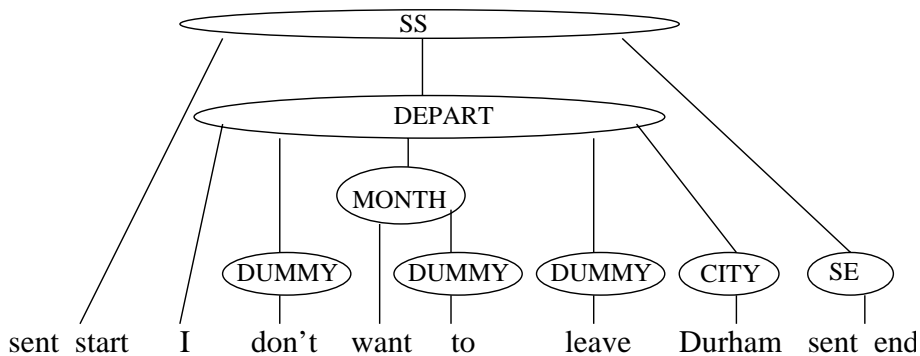 SS
DEPART
MONTH
DUMMY DUMMY DUMMY CITY SE
sent start I don't want to leave Durham sent end